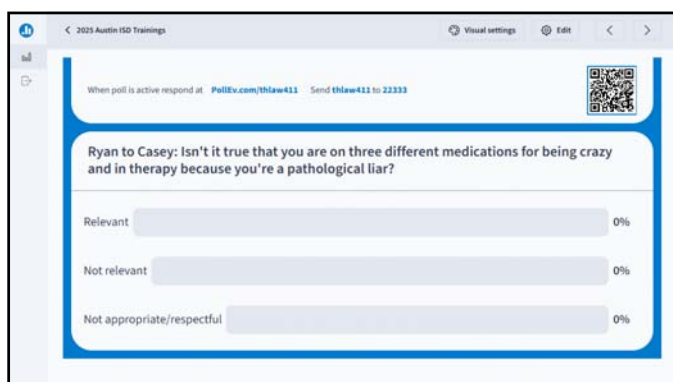 2025 Austin ISD Trainings
Visual settings
Edit
When poll is active respond at PollEv.com/thlaw411 Send thlaw411 to 22333
Ryan to Casey: Isn't it true that you are on three different medications for being crazy
and in therapy because you're a pathological liar?
Relevant 0%
Not relevant 0%
Not appropriate/respectful 0%